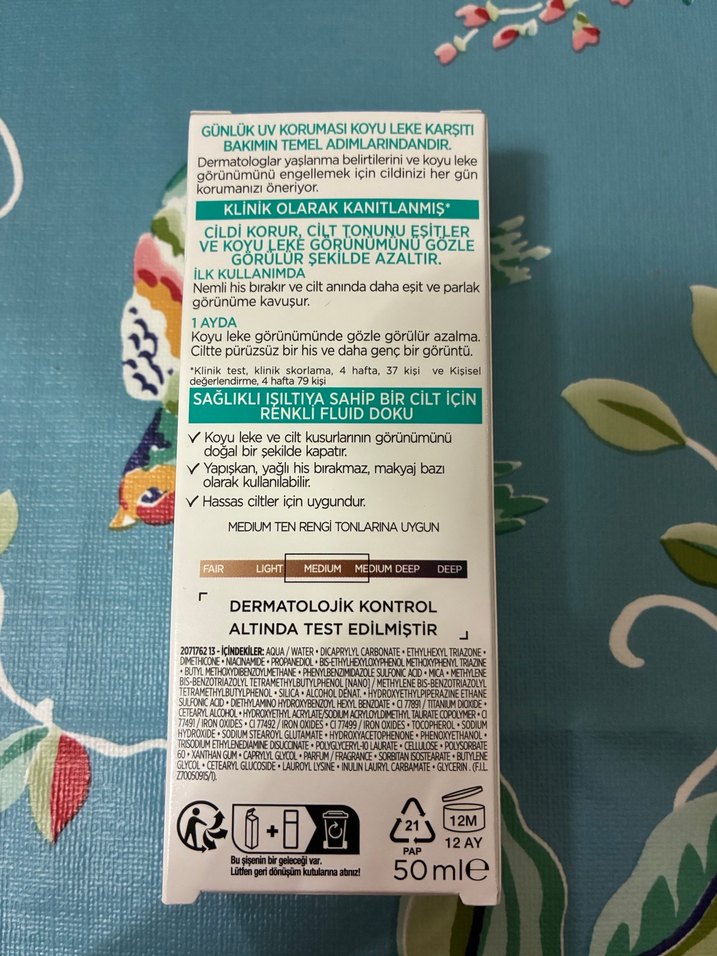 GÜNLÜK UV KORUMASI KOYU LEKE KARŞITI
BAKIMIN TEMEL ADIMLARINDANDIR.
Dermatologlar yaşlanma belirtilerini ve koyu leke
görünümünü engellemek için cildinizi her gün
korumanızı öneriyor.
KLİNİK OLARAK KANITLANMIŞ*
CİLDİ KORUR, CİLT TONUNU EŞİTLER
VE KOYU LEKE GÖRÜNÜMÜNÜ GÖZLE
GÖRÜLÜR ŞEKİLDE AZALTIR.
İLK KULLANIMDA
Nemli his bırakır ve cilt anında daha eşit ve parlak
görünüme kavuşur.
1 AYDA
Koyu leke görünümünde gözle görülür azalma.
Ciltte pürüzsüz bir his ve daha genç bir görüntü.
*Klinik test, klinik skorlama, 4 hafta, 37 kişi ve Kişisel
değerlendirme, 4 hafta 79 kişi
SAĞLIKLI IŞILTIYA SAHİP BİR CİLT İÇİN
RENKLİ FLUID DOKU
✓ Koyu leke ve cilt kusurlarının görünümünü
doğal bir şekilde kapatır.
✓ Yapışkan, yağlı his bırakmaz, makyaj bazı
olarak kullanılabilir.
✓ Hassas ciltler için uygundur.
MEDIUM TEN RENGİ TONLARINA UYGUN
FAIR LIGHT MEDIUM MEDIUM DEEP DEEP
DERMATOLOJİK KONTROL
ALTINDA TEST EDİLMİŞTİR
2071762 13 - İÇİNDEKİLER: AQUA / WATER • DICAPRYLYL CARBONATE • ETHYLHEXYL TRIAZONE •
DIMETHICONE • NIACINAMIDE • PROPANEDIOL • BIS-ETHYLHEXYLOXYPHENOL METHOXYPHENYL TRIAZINE
• BUTYL METHOXYDIBENZOYLMETHANE • PHENYLBENZIMIDAZOLE SULFONIC ACID • MICA • METHYLENE
BIS-BENZOTRIAZOLYL TETRAMETHYLBUTYLPHENOL [NANO] / METHYLENE BIS-BENZOTRIAZOLYL
TETRAMETHYLBUTYLPHENOL • SILICA • ALCOHOL DENAT. • HYDROXYETHYLPIPERAZINE ETHANE
SULFONIC ACID • DIETHYLAMINO HYDROXYBENZOYL HEXYL BENZOATE • CI 77891 / TITANIUM DIOXIDE •
CETEARYL ALCOHOL • HYDROXYETHYL ACRYLATE/SODIUM ACRYLOYLDIMETHYL TAURATE COPOLYMER • CI
77491 / IRON OXIDES • CI 77492 / IRON OXIDES • CI 77499 / IRON OXIDES • TOCOPHEROL • SODIUM
HYDROXIDE • SODIUM STEAROYL GLUTAMATE • HYDROXYACETOPHENONE • PHENOXYETHANOL •
TRISODIUM ETHYLENEDIAMINE DISUCCINATE • POLYGLYCERYL-10 LAURATE • CELLULOSE • POLYSORBATE
60 • XANTHAN GUM • CAPRYLYL GLYCOL • PARFUM / FRAGRANCE • SORBITAN ISOSTEARATE • BUTYLENE
GLYCOL • CETEARYL GLUCOSIDE • LAUROYL LYSINE • INULIN LAURYL CARBAMATE • GLYCERIN . (F.I.L.
Z70050915/1).
Bu şişenin bir geleceği var.
Lütfen geri dönüşüm kutularına atınız!
21
PAP
12M
12 AY
50 ml e